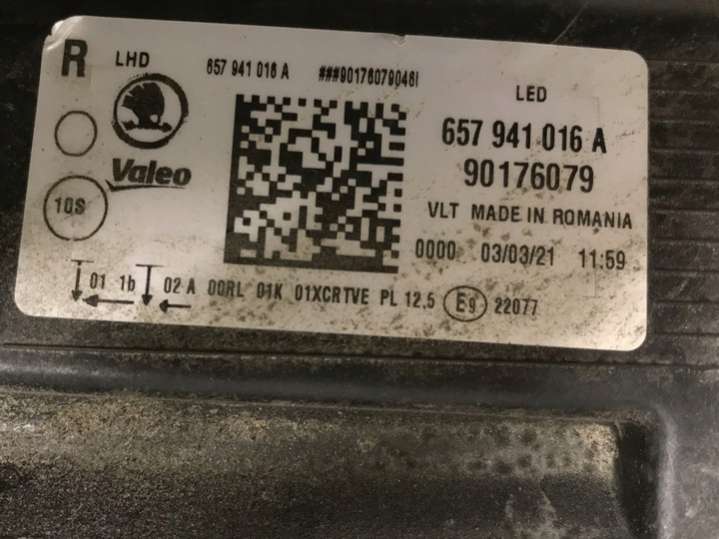 R LHD 657 941 016 A ###90176079046I
LED
657 941 016 A
Valeo
90176079
10S
VLT MADE IN ROMANIA
0000 03/03/21 11:59
01 1b 02 A 00RL 01K 01XCRTVE PL 12,5 E9 22077